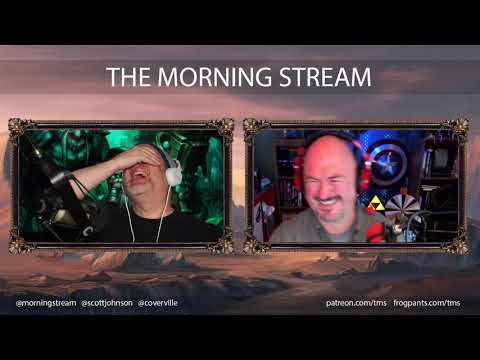 THE MORNING STREAM
@morningstream @scottjohnson @coverville
patreon.com/tms frogpants.com/tms